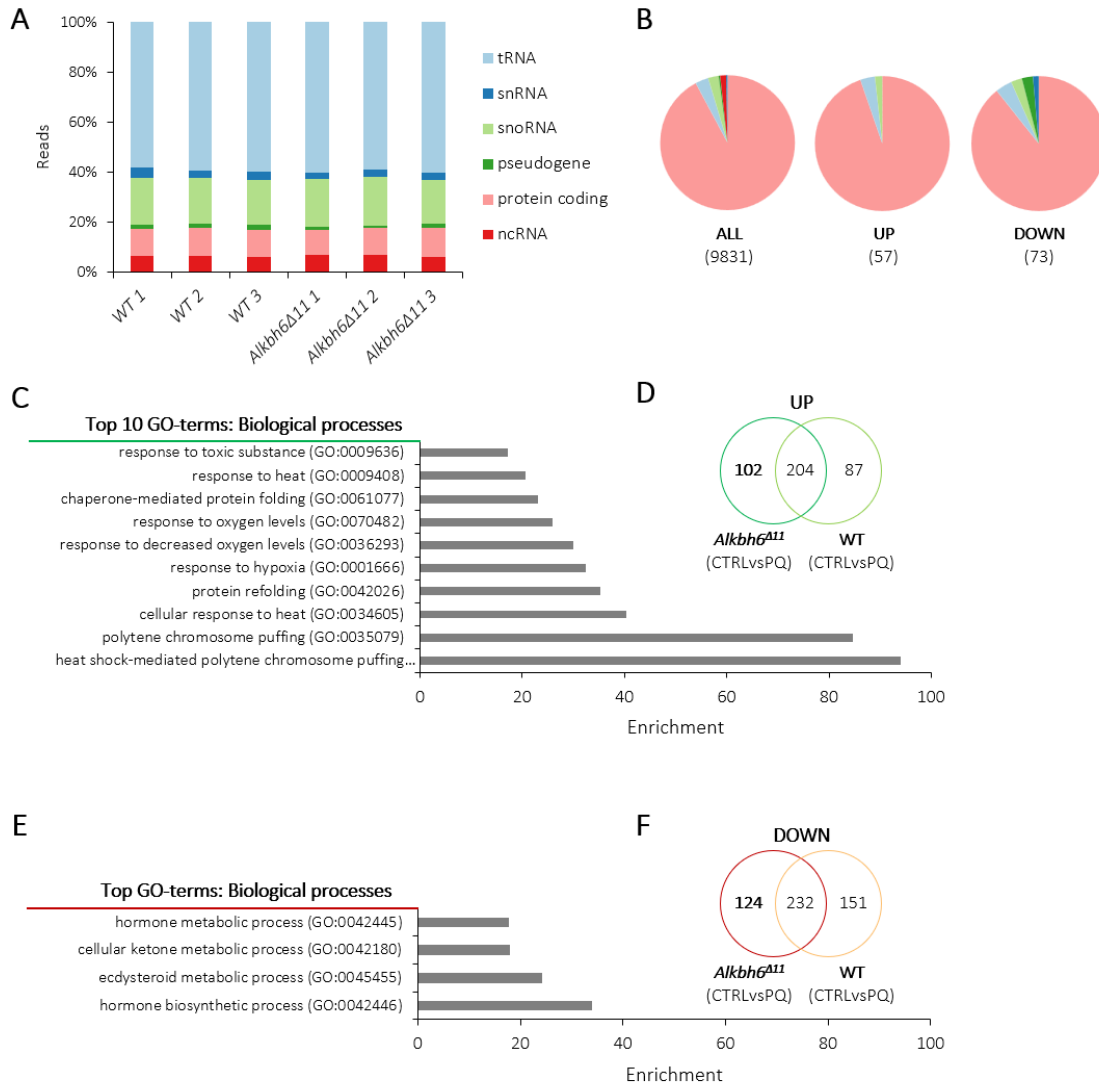 A
100%
80%
60%
40%
20%
0%
Reads
WT 1
WT 2
WT 3
Alkbh6Δ11 1
Alkbh6Δ11 2
Alkbh6Δ11 3
tRNA
snRNA
snoRNA
pseudogene
protein coding
ncRNA
B
ALL
(9831)
UP
(57)
DOWN
(73)
C
Top 10 GO-terms: Biological processes
response to toxic substance (GO:0009636)
response to heat (GO:0009408)
chaperone-mediated protein folding (GO:0061077)
response to oxygen levels (GO:0070482)
response to decreased oxygen levels (GO:0036293)
response to hypoxia (GO:0001666)
protein refolding (GO:0042026)
cellular response to heat (GO:0034605)
polytene chromosome puffing (GO:0035079)
heat shock-mediated polytene chromosome puffing...
0 20 40 60 80 100
Enrichment
D
UP
102 204 87
Alkbh6Δ11 WT
(CTRLvsPQ) (CTRLvsPQ)
E
Top GO-terms: Biological processes
hormone metabolic process (GO:0042445)
cellular ketone metabolic process (GO:0042180)
ecdysteroid metabolic process (GO:0045455)
hormone biosynthetic process (GO:0042446)
0 20 40 60 80 100
Enrichment
F
DOWN
124 232 151
Alkbh6Δ11 WT
(CTRLvsPQ) (CTRLvsPQ)